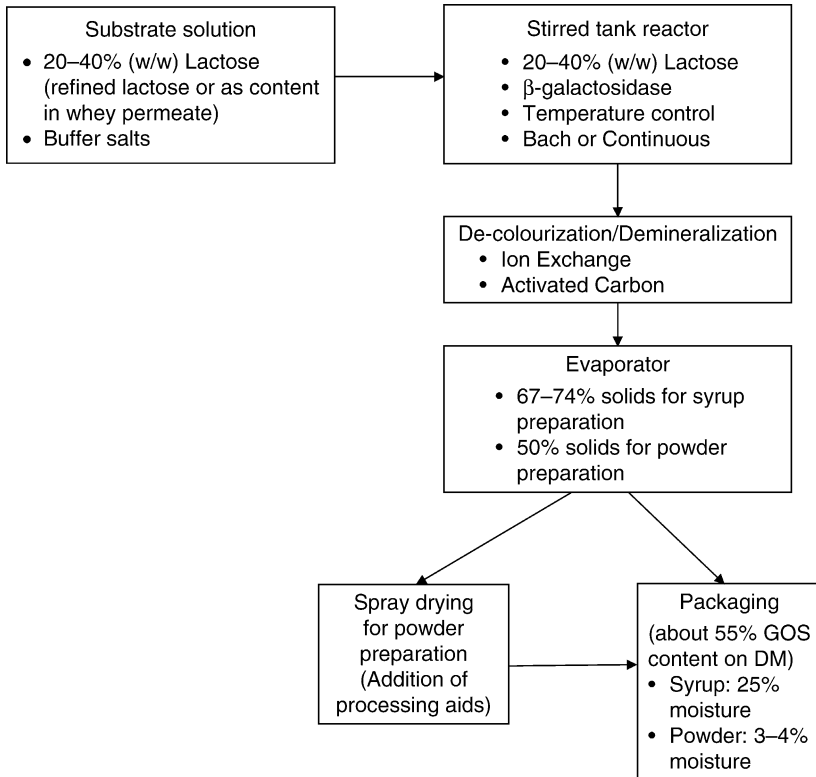 Substrate solution
• 20–40% (w/w) Lactose
(refined lactose or as content
in whey permeate)
• Buffer salts
Stirred tank reactor
• 20–40% (w/w) Lactose
• β-galactosidase
• Temperature control
• Bach or Continuous
De-colourization/Demineralization
• Ion Exchange
• Activated Carbon
Evaporator
• 67–74% solids for syrup
preparation
• 50% solids for powder
preparation
Spray drying
for powder
preparation
(Addition of
processing aids)
Packaging
(about 55% GOS
content on DM)
• Syrup: 25%
moisture
• Powder: 3–4%
moisture